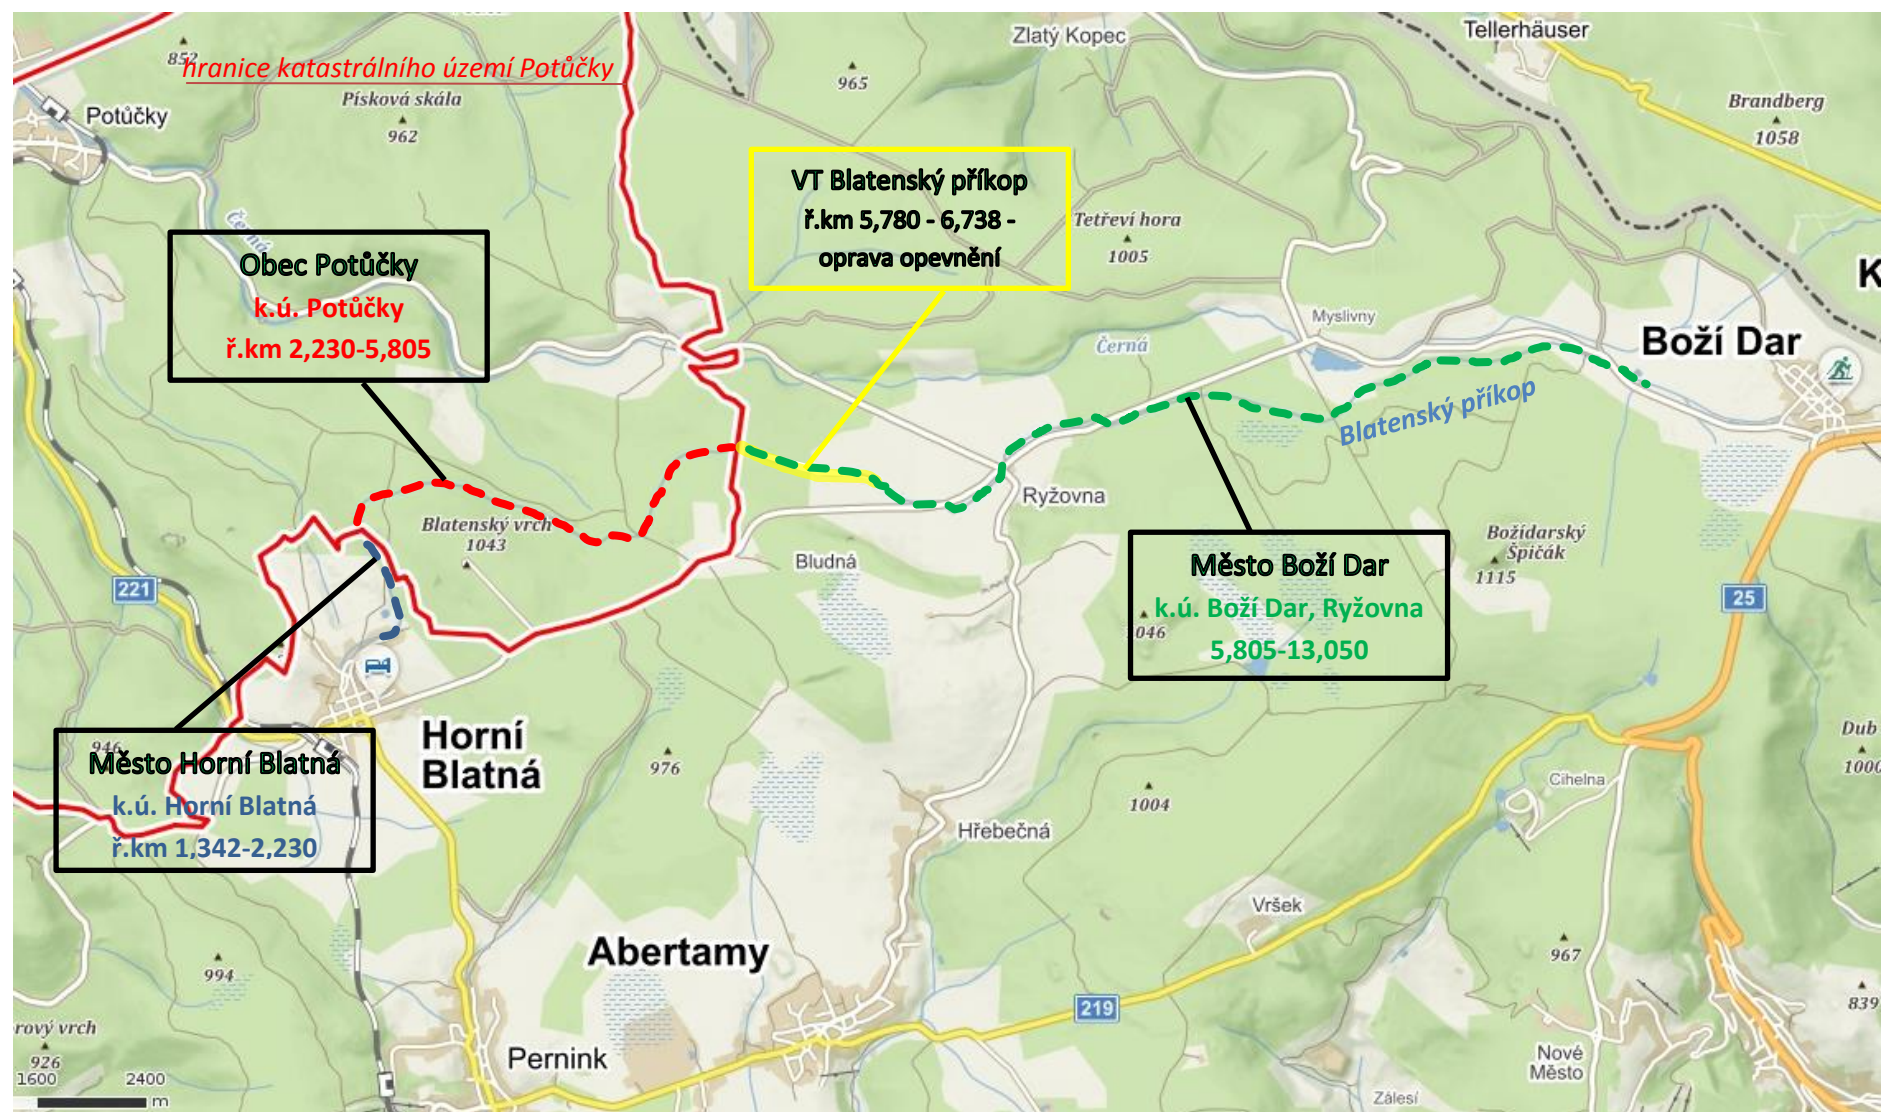 Zlatý Kopec
Tellerhäuser
852
hranice katastrálního území Potůčky
965
Písková skála
962
Potůčky
Brandberg
1058
VT Blatenský příkop
ř.km 5,780 - 6,738 -
oprava opevnění
Tetřeví hora
1005
Černá
Obec Potůčky
k.ú. Potůčky
ř.km 2,230-5,805
K
Myslivny
Černá
Boží Dar
Blatenský příkop
Ryžovna
Blatenský vrch
1043
Bludná
Božídarský
Špičák
1115
221
25
Město Boží Dar
k.ú. Boží Dar, Ryžovna
5,805-13,050
1046
Horní
Blatná
946
Město Horní Blatná
k.ú. Horní Blatná
ř.km 1,342-2,230
976
Dub
1000
Cihelna
1004
Hřebečná
Vršek
Abertamy
967
994
839
219
rový vrch
926
Pernink
Nové
Město
Zálesí
1600 2400
m